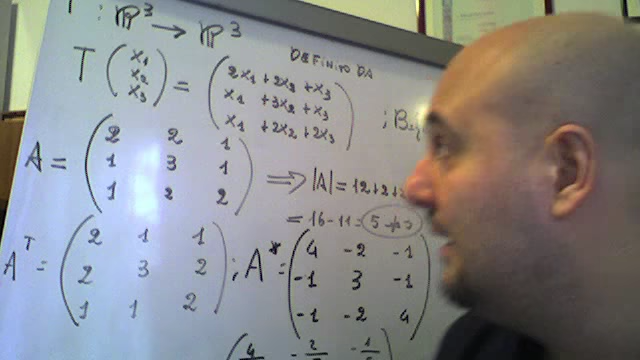 T : ℝ³ → ℝ³
DEFINITO DA
T (x₁ x₂ x₃) = (2x₁ + 2x₂ + x₃
x₁ + 3x₂ + x₃
x₁ + 2x₂ + 2x₃)
; B=
A = (2 2 1
1 3 1
1 2 2) ⇒ |A| = 12+2+
= 16-11= 5 ≠ 0
Aᵀ = (2 1 1
2 3 2
1 1 2) ; A* = (4 -2 -1
-1 3 -1
-1 -2 4)